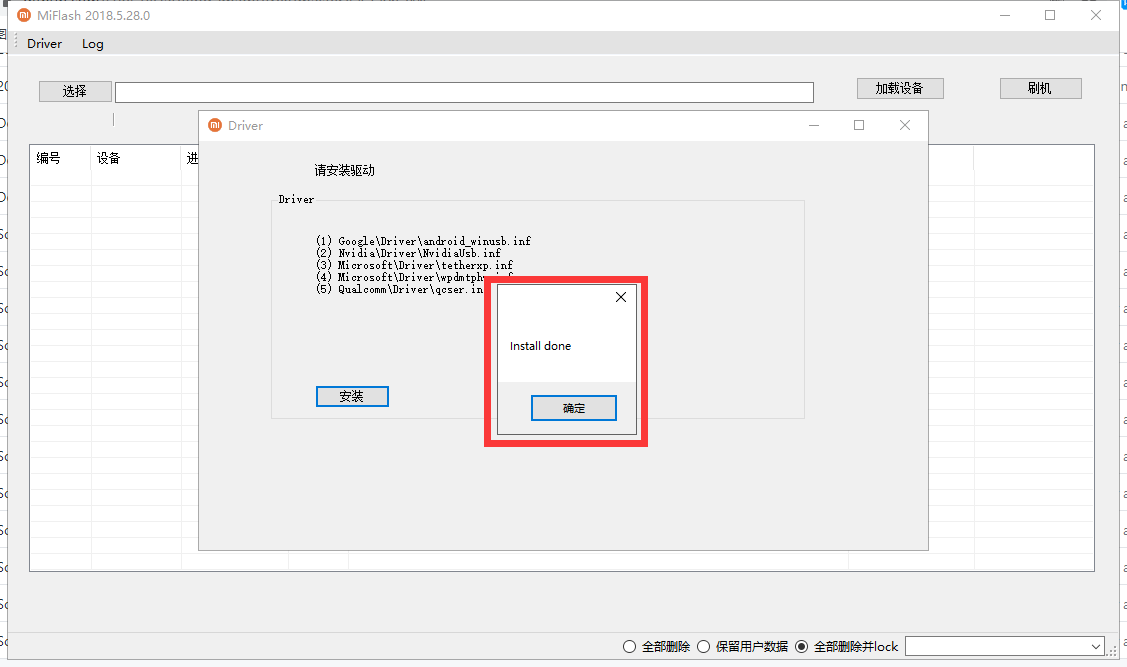 MiFlash 2018.5.28.0
Driver Log
选择 加载设备 刷机
Driver
编号 设备 进
请安装驱动
Driver
(1) Google\Driver\android_winusb.inf
(2) Nvidia\Driver\NvidiaUsb.inf
(3) Microsoft\Driver\tetherxp.inf
(4) Microsoft\Driver\wpdmtphw.inf
(5) Qualcomm\Driver\qcser.in
Install done
安装
确定
全部删除 保留用户数据 全部删除并lock